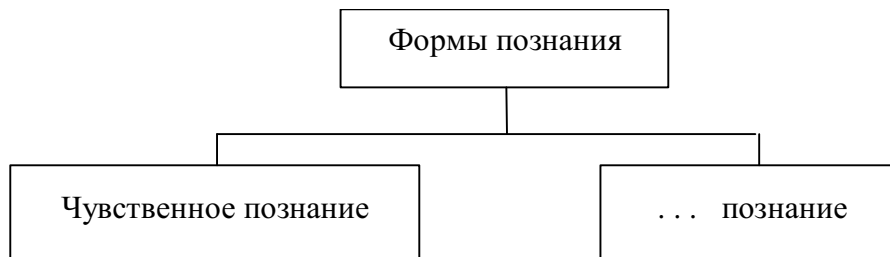 Формы познания
Чувственное познание
. . . познание